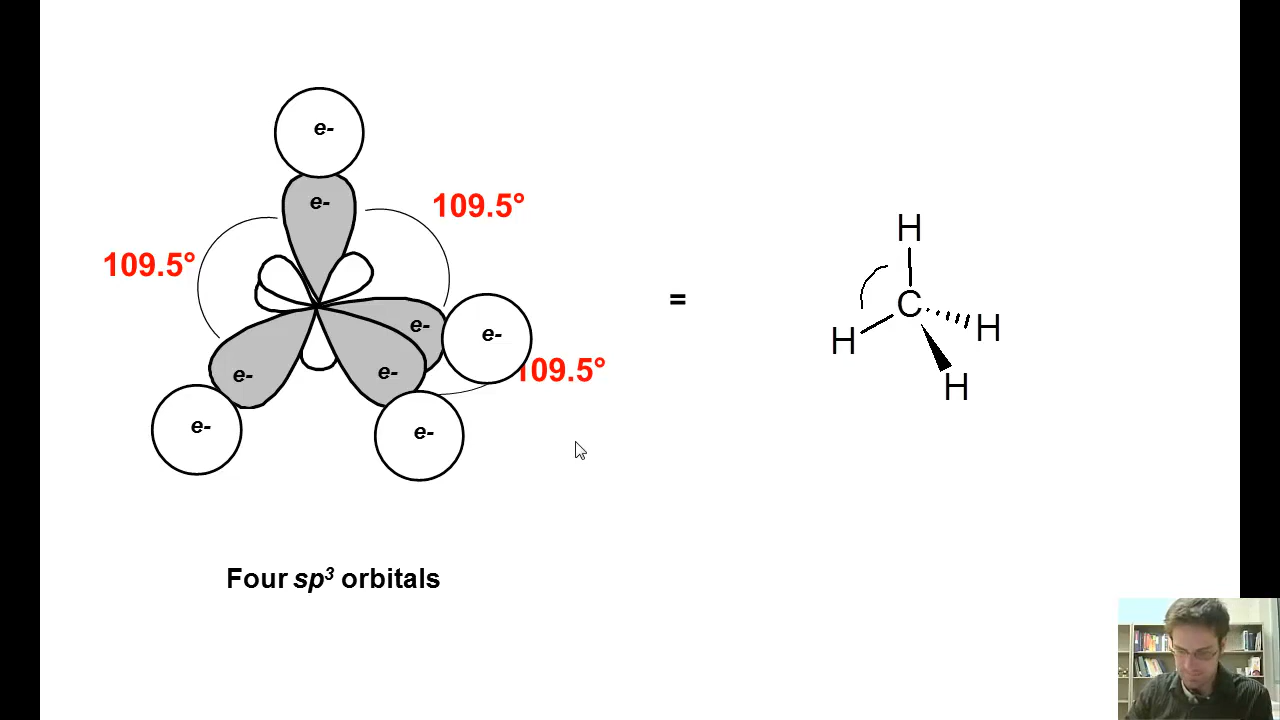 e-
e-
109.5°
109.5°
e-
e-
109.5°
e-
e-
e-
e-
Four sp³ orbitals
=
H
C
H
H
H